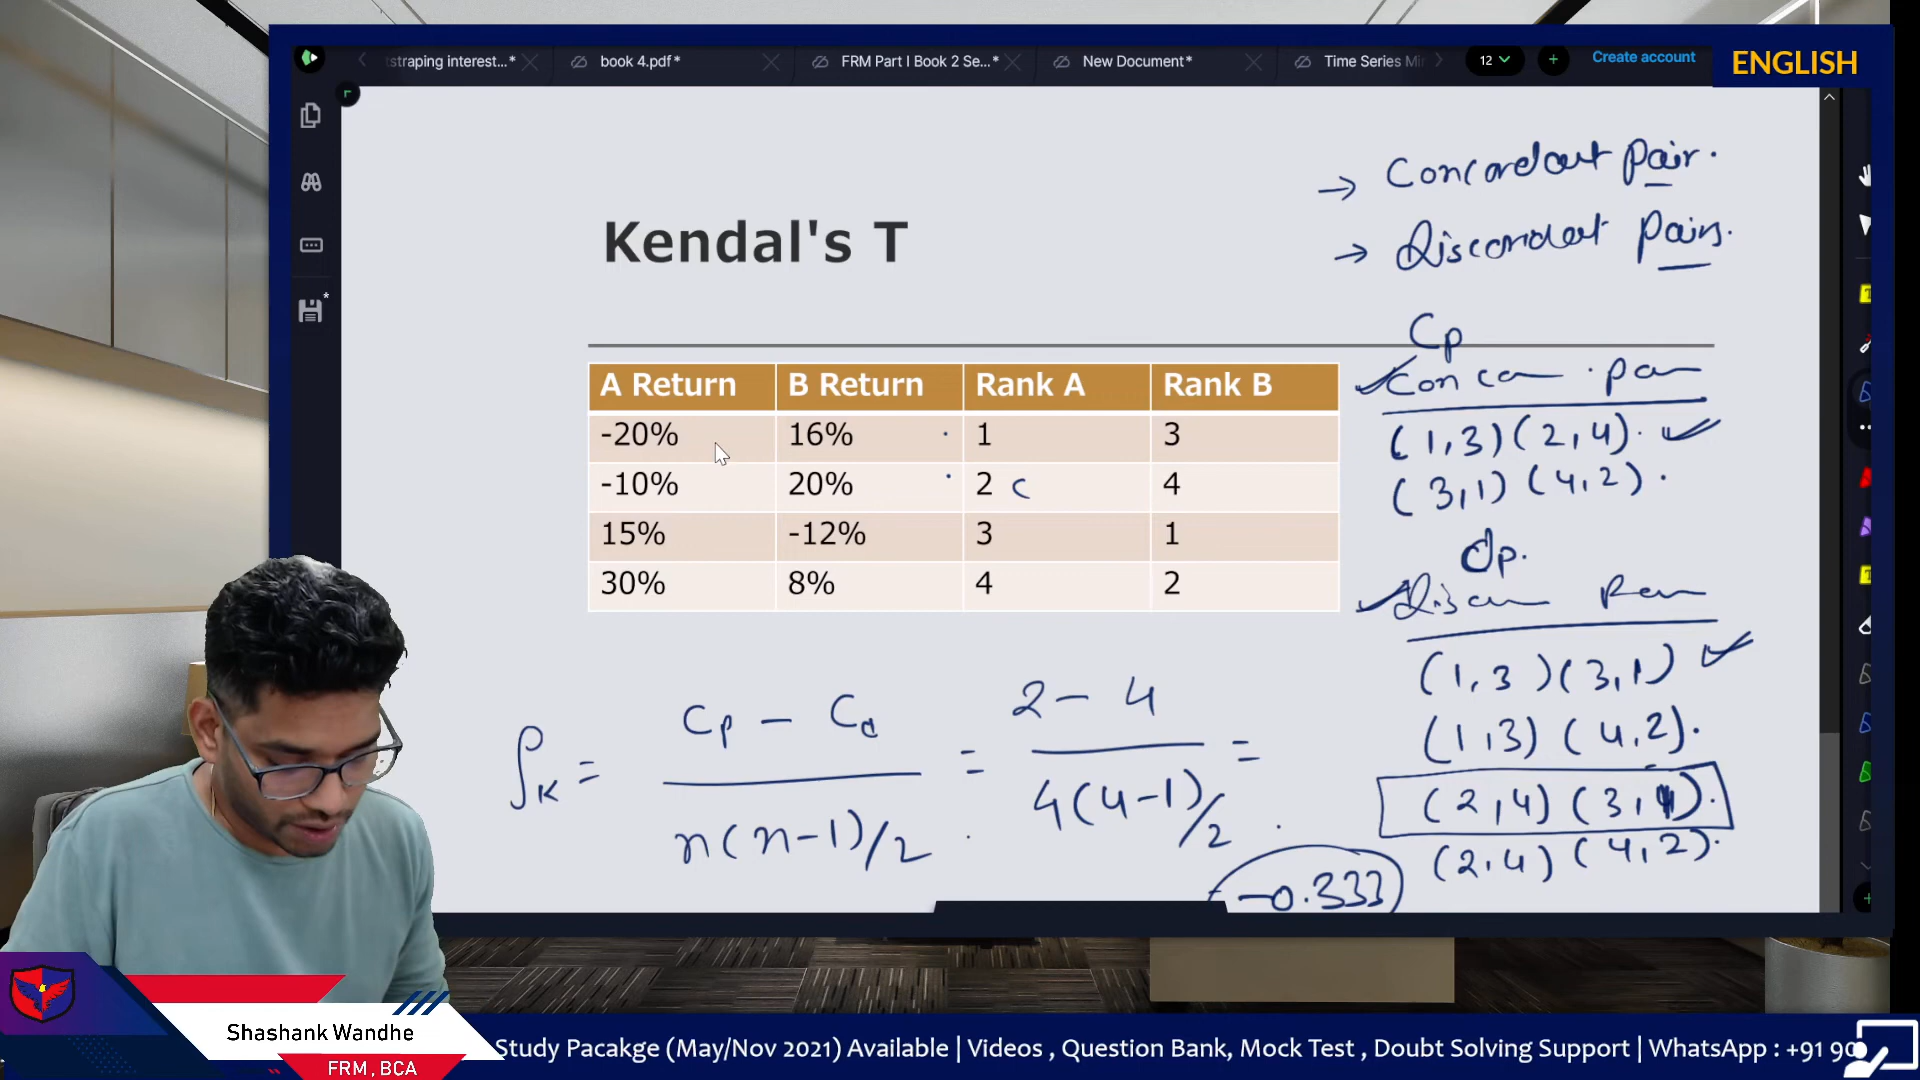 straping interest...*
book 4.pdf*
FRM Part I Book 2 Se...*
New Document*
Time Series Mi
12
Create account
ENGLISH
→ Concordant Pair.
→ Discordant Pairs.
Kendal's T
Cp
A Return B Return Rank A Rank B
-20% 16% 1 3
-10% 20% 2 c 4
15% -12% 3 1
30% 8% 4 2
(1,3)(2,4).
(3,1)(4,2).
Dp.
(1,3)(3,1)
(1,3)(4,2).
(2,4)(3,1).
(2,4)(4,2).
ρK = Cp - Cd / n(n-1)/2 = 2-4 / 4(4-1)/2 =
-0.333
Shashank Wandhe
FRM, BCA
Study Pacakge (May/Nov 2021) Available | Videos , Question Bank, Mock Test , Doubt Solving Support | WhatsApp : +91 90